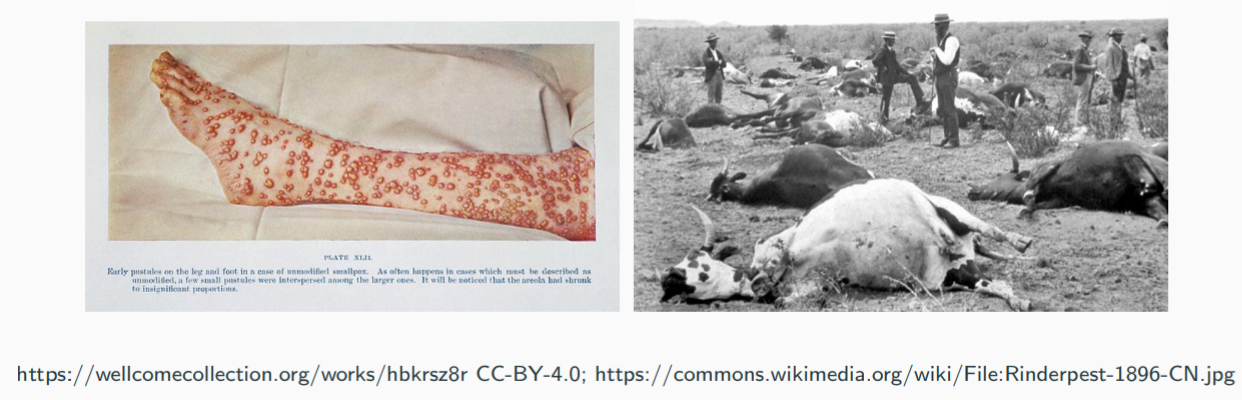 PLATE XLII.
Early pustules on the leg and foot in a case of unmodified smallpox. As often happens in cases which must be described as
unmodified, a few small pustules were interspersed among the larger ones. It will be noticed that the areola had shrunk
to insignificant proportions.
https://wellcomecollection.org/works/hbkrsz8r CC-BY-4.0; https://commons.wikimedia.org/wiki/File:Rinderpest-1896-CN.jpg